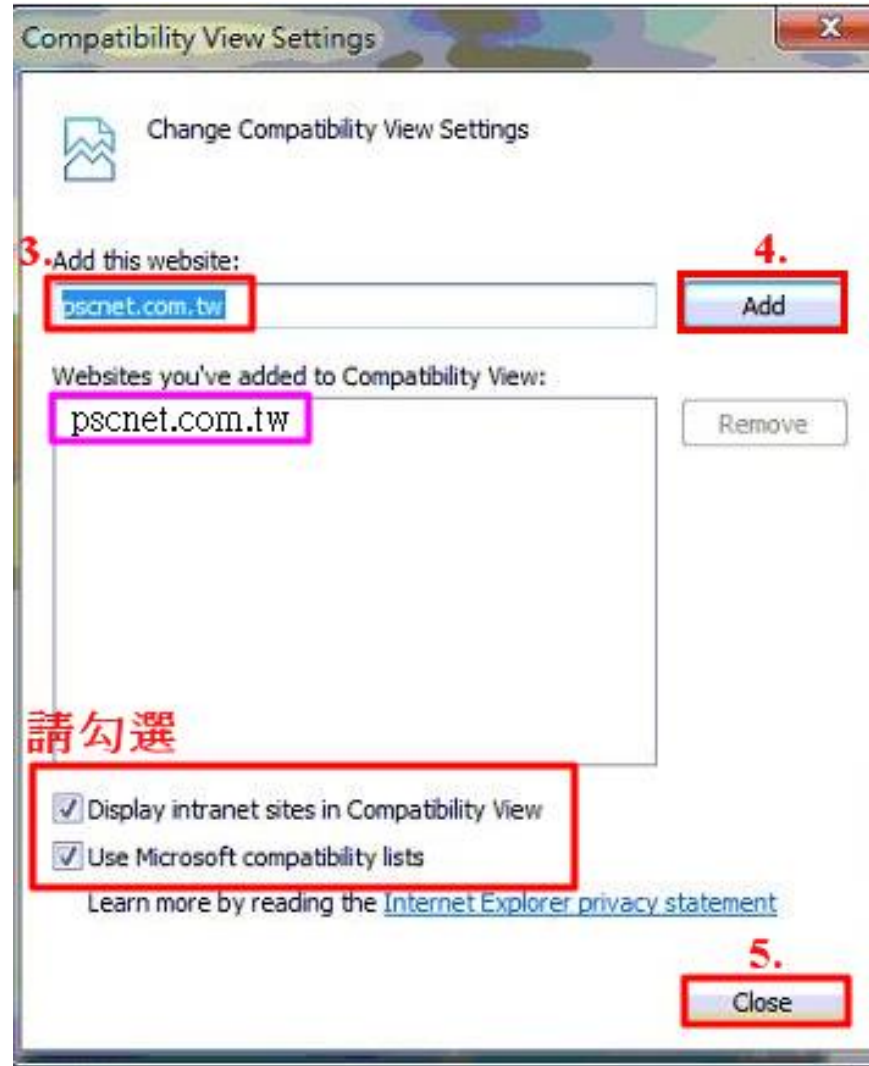 Compatibility View Settings
Change Compatibility View Settings
3. Add this website:
4.
pscnet.com.tw
Add
Websites you've added to Compatibility View:
pscnet.com.tw
Remove
請勾選
Display intranet sites in Compatibility View
Use Microsoft compatibility lists
Learn more by reading the Internet Explorer privacy statement
5.
Close